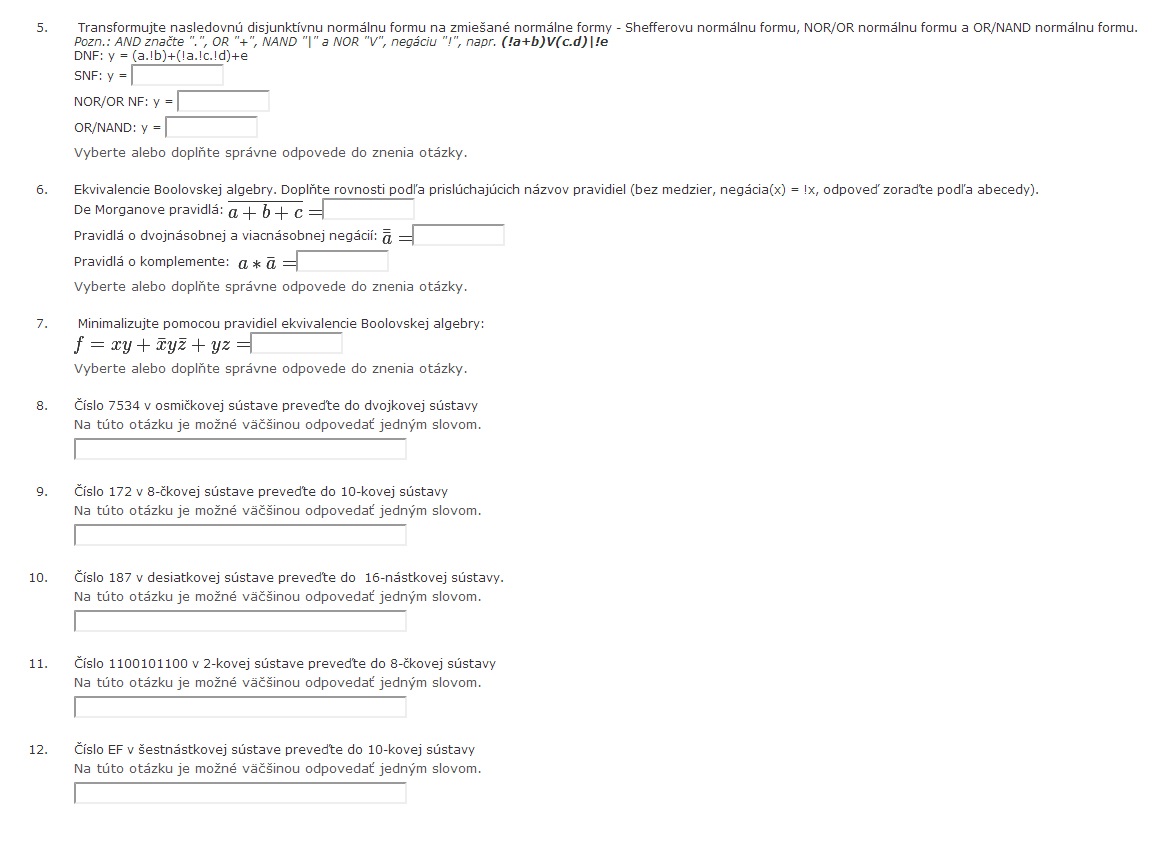 5. Transformujte nasledovnú disjunktívnu normálnu formu na zmiešané normálne formy - Shefferovu normálnu formu, NOR/OR normálnu formu a OR/NAND normálnu formu.
Pozn.: AND značte ".", OR "+", NAND "|" a NOR "V", negáciu "!", napr. (!a+b)V(c.d)|!e
DNF: y = (a.!b)+(!a.!c.!d)+e
SNF: y =
NOR/OR NF: y =
OR/NAND: y =
Vyberte alebo doplňte správne odpovede do znenia otázky.
6. Ekvivalencie Boolovskej algebry. Doplňte rovnosti podľa prislúchajúcich názvov pravidiel (bez medzier, negácia(x) = !x, odpoveď zoraďte podľa abecedy).
De Morganove pravidlá: $\overline{a + b + c}$ =
Pravidlá o dvojnásobnej a viacnásobnej negácií: $\bar{\bar{a}}$ =
Pravidlá o komplemente: a ∗ ā =
Vyberte alebo doplňte správne odpovede do znenia otázky.
7. Minimalizujte pomocou pravidiel ekvivalencie Boolovskej algebry:
f = xy + x̄yz̄ + yz =
Vyberte alebo doplňte správne odpovede do znenia otázky.
8. Číslo 7534 v osmičkovej sústave preveďte do dvojkovej sústavy
Na túto otázku je možné väčšinou odpovedať jedným slovom.
9. Číslo 172 v 8-čkovej sústave preveďte do 10-kovej sústavy
Na túto otázku je možné väčšinou odpovedať jedným slovom.
10. Číslo 187 v desiatkovej sústave preveďte do 16-nástkovej sústavy.
Na túto otázku je možné väčšinou odpovedať jedným slovom.
11. Číslo 1100101100 v 2-kovej sústave preveďte do 8-čkovej sústavy
Na túto otázku je možné väčšinou odpovedať jedným slovom.
12. Číslo EF v šestnástkovej sústave preveďte do 10-kovej sústavy
Na túto otázku je možné väčšinou odpovedať jedným slovom.